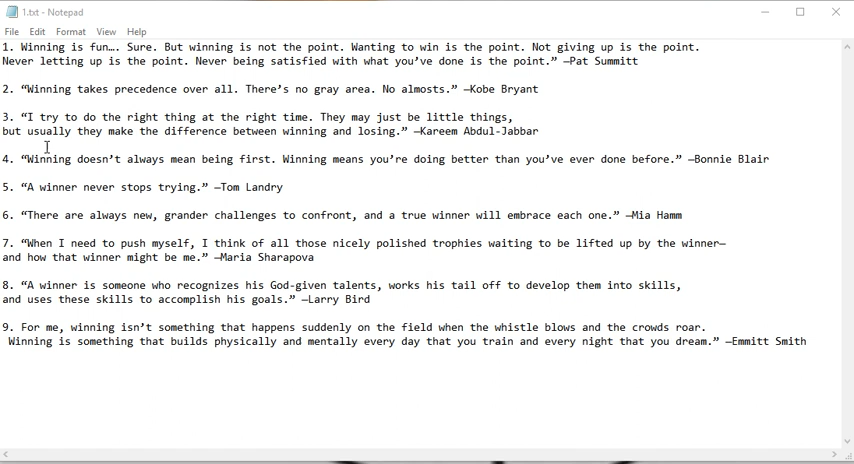 1.txt - Notepad
File Edit Format View Help
1. Winning is fun…. Sure. But winning is not the point. Wanting to win is the point. Not giving up is the point.
Never letting up is the point. Never being satisfied with what you’ve done is the point.” —Pat Summitt
2. “Winning takes precedence over all. There’s no gray area. No almosts.” —Kobe Bryant
3. “I try to do the right thing at the right time. They may just be little things,
but usually they make the difference between winning and losing.” —Kareem Abdul-Jabbar
4. “Winning doesn’t always mean being first. Winning means you’re doing better than you’ve ever done before.” —Bonnie Blair
5. “A winner never stops trying.” —Tom Landry
6. “There are always new, grander challenges to confront, and a true winner will embrace each one.” —Mia Hamm
7. “When I need to push myself, I think of all those nicely polished trophies waiting to be lifted up by the winner—
and how that winner might be me.” —Maria Sharapova
8. “A winner is someone who recognizes his God-given talents, works his tail off to develop them into skills,
and uses these skills to accomplish his goals.” —Larry Bird
9. For me, winning isn’t something that happens suddenly on the field when the whistle blows and the crowds roar.
Winning is something that builds physically and mentally every day that you train and every night that you dream.” —Emmitt Smith